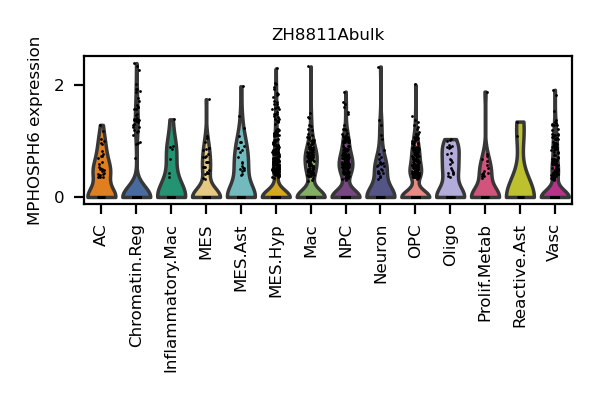 ZH8811Abulk
MPHOSPH6 expression
2
0
AC
Chromatin.Reg
Inflammatory.Mac
MES
MES.Ast
MES.Hyp
Mac
NPC
Neuron
OPC
Oligo
Prolif.Metab
Reactive.Ast
Vasc